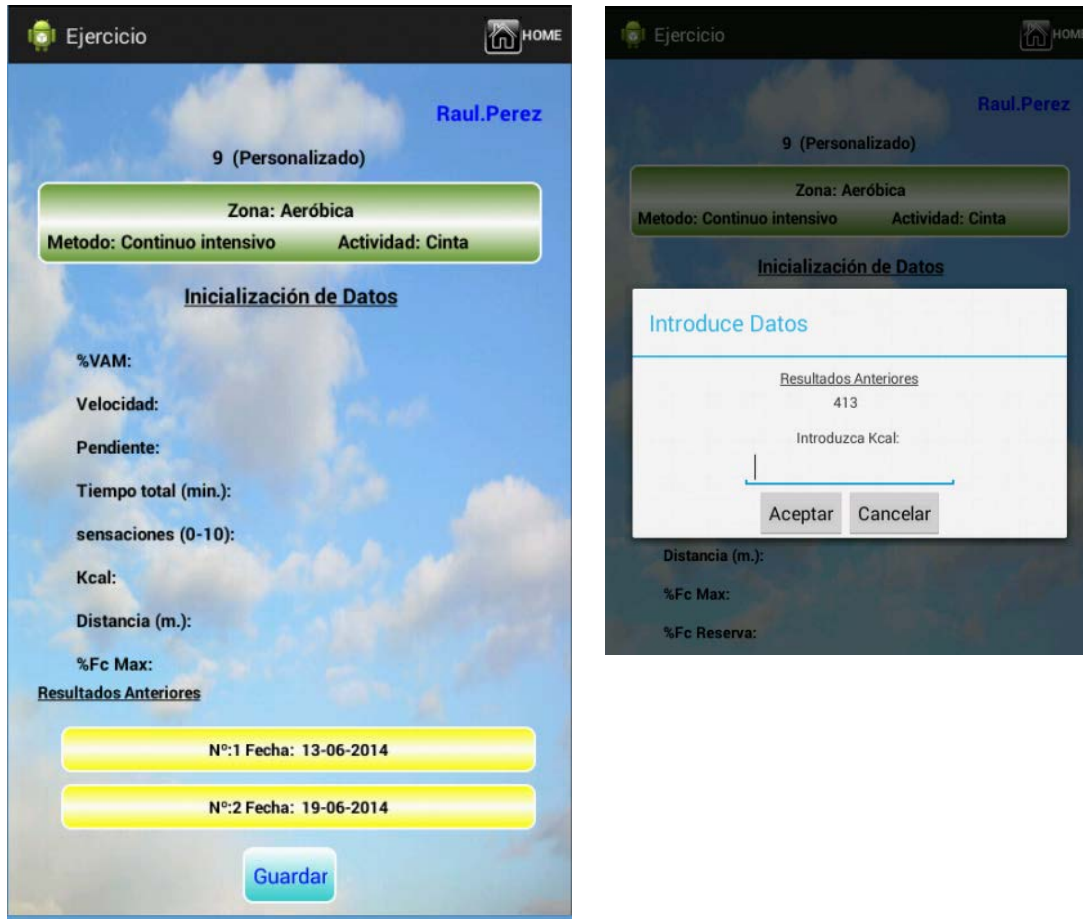 Ejercicio
HOME
Raul.Perez
9 (Personalizado)
Zona: Aeróbica
Metodo: Continuo intensivo Actividad: Cinta
Inicialización de Datos
%VAM:
Velocidad:
Pendiente:
Tiempo total (min.):
sensaciones (0-10):
Kcal:
Distancia (m.):
%Fc Max:
Resultados Anteriores
Nº:1 Fecha: 13-06-2014
Nº:2 Fecha: 19-06-2014
Guardar
Ejercicio
HOM
Raul.Perez
9 (Personalizado)
Zona: Aeróbica
Metodo: Continuo intensivo Actividad: Cinta
Inicialización de Datos
Introduce Datos
Resultados Anteriores
413
Introduzca Kcal:
Aceptar Cancelar
Distancia (m.):
%Fc Max:
%Fc Reserva: